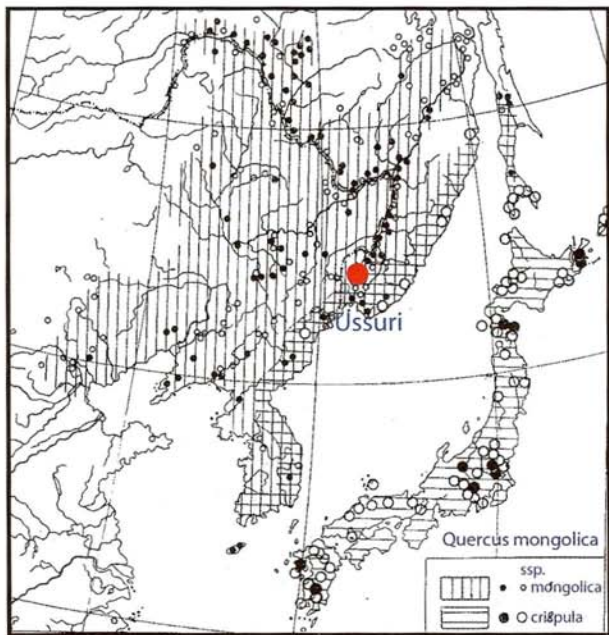 Ussuri
Quercus mongolica
ssp.
mongolica
crispula